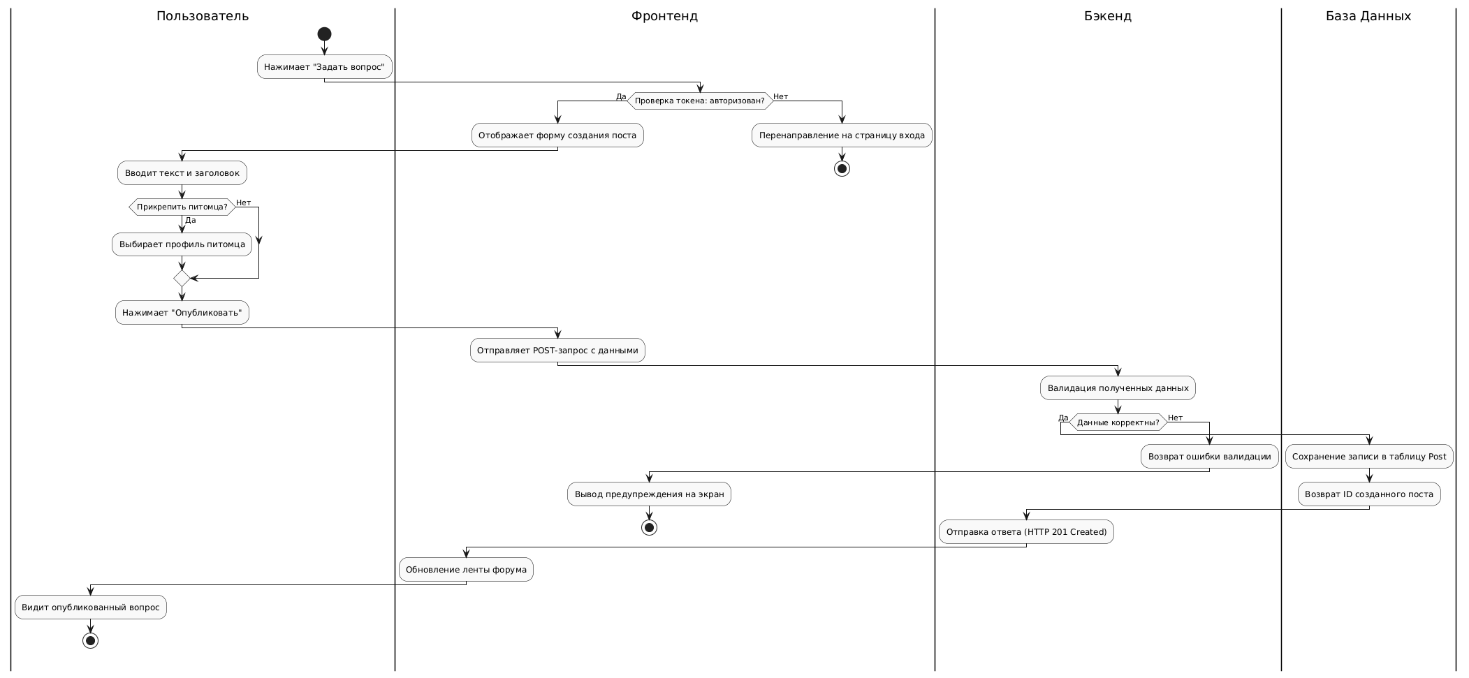 Пользователь
Фронтенд
Бэкенд
База Данных
Нажимает "Задать вопрос"
Да
Проверка токена: авторизован?
Нет
Отображает форму создания поста
Перенаправление на страницу входа
Вводит текст и заголовок
Прикрепить питомца?
Нет
Да
Выбирает профиль питомца
Нажимает "Опубликовать"
Отправляет POST-запрос с данными
Валидация полученных данных
Да
Данные корректны?
Нет
Возврат ошибки валидации
Сохранение записи в таблицу Post
Вывод предупреждения на экран
Возврат ID созданного поста
Отправка ответа (HTTP 201 Created)
Обновление ленты форума
Видит опубликованный вопрос